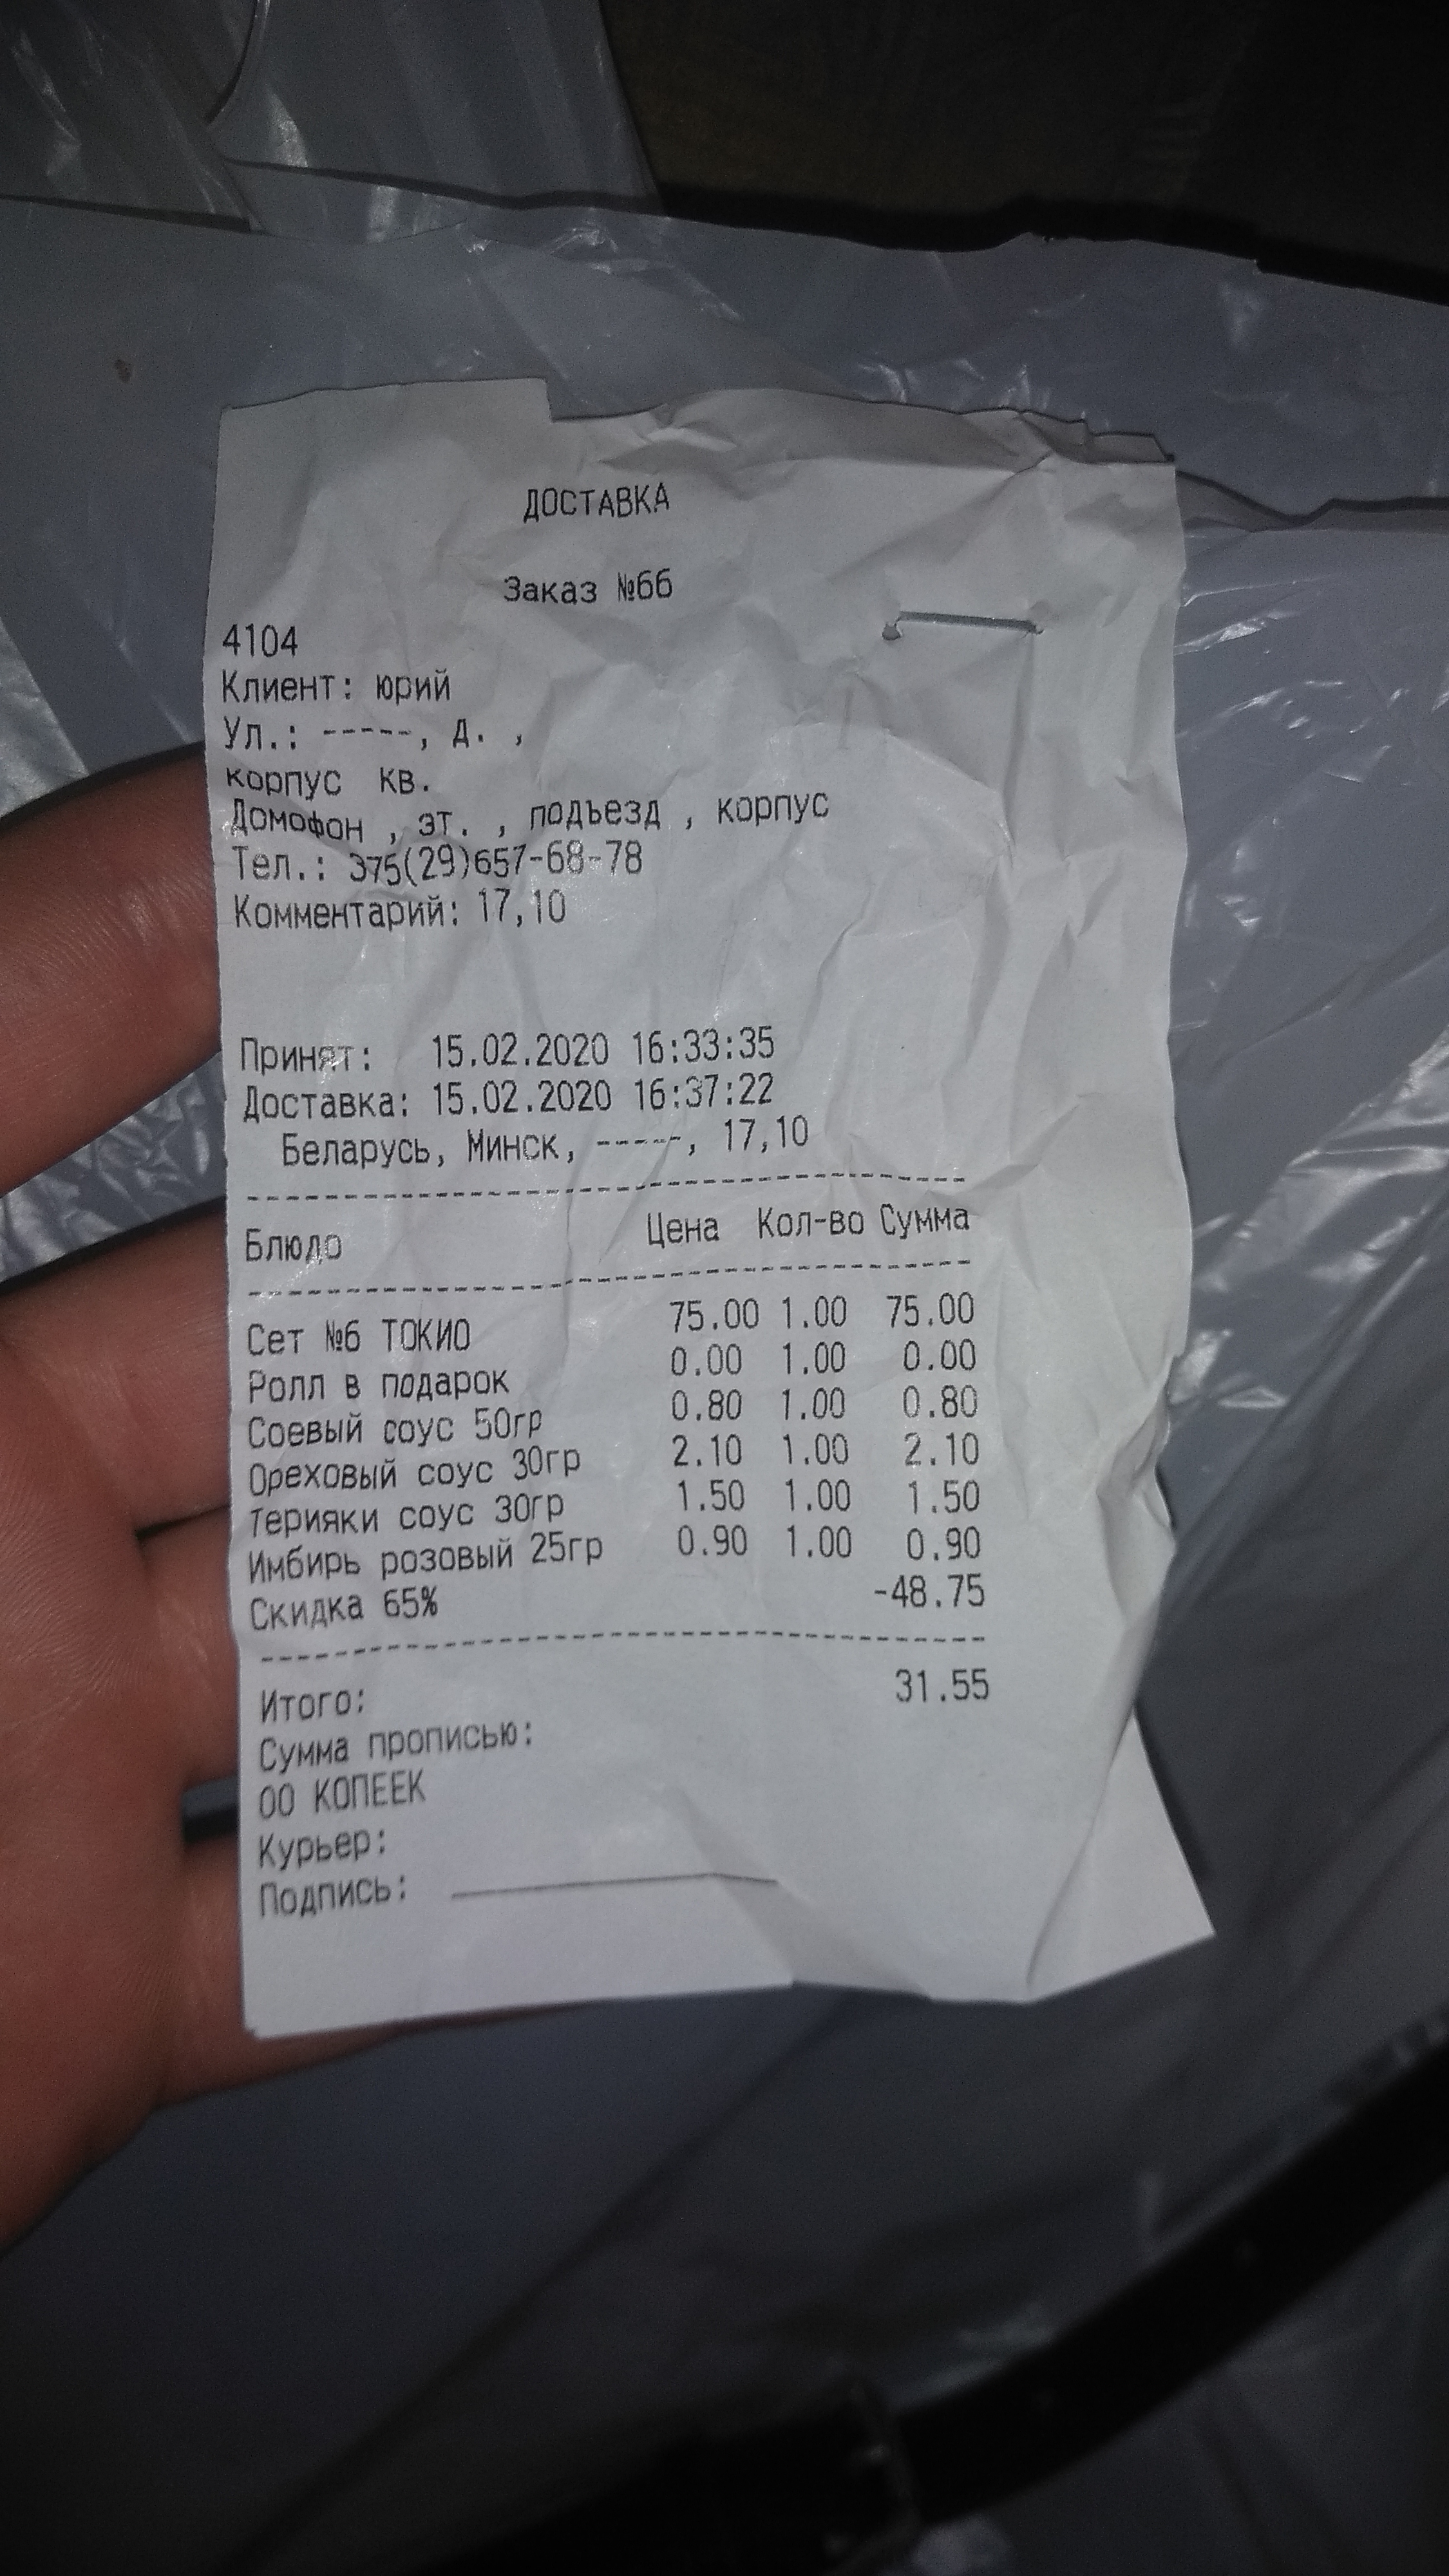 ДОСТАВКА
Заказ №66
4104
Клиент: юрий
Ул.: -----, д. ,
корпус кв.
Домофон , эт. , подъезд , корпус
Тел.: 375(29)657-68-78
Комментарий: 17,10
Принят: 15.02.2020 16:33:35
Доставка: 15.02.2020 16:37:22
Беларусь, Минск, -----, 17,10
Блюдо Цена Кол-во Сумма
Сет №6 ТОКИО 75.00 1.00 75.00
Ролл в подарок 0.00 1.00 0.00
Соевый соус 50гр 0.80 1.00 0.80
Ореховый соус 30гр 2.10 1.00 2.10
Терияки соус 30гр 1.50 1.00 1.50
Имбирь розовый 25гр 0.90 1.00 0.90
Скидка 65% -48.75
Итого: 31.55
Сумма прописью:
00 КОПЕЕК
Курьер:
Подпись: